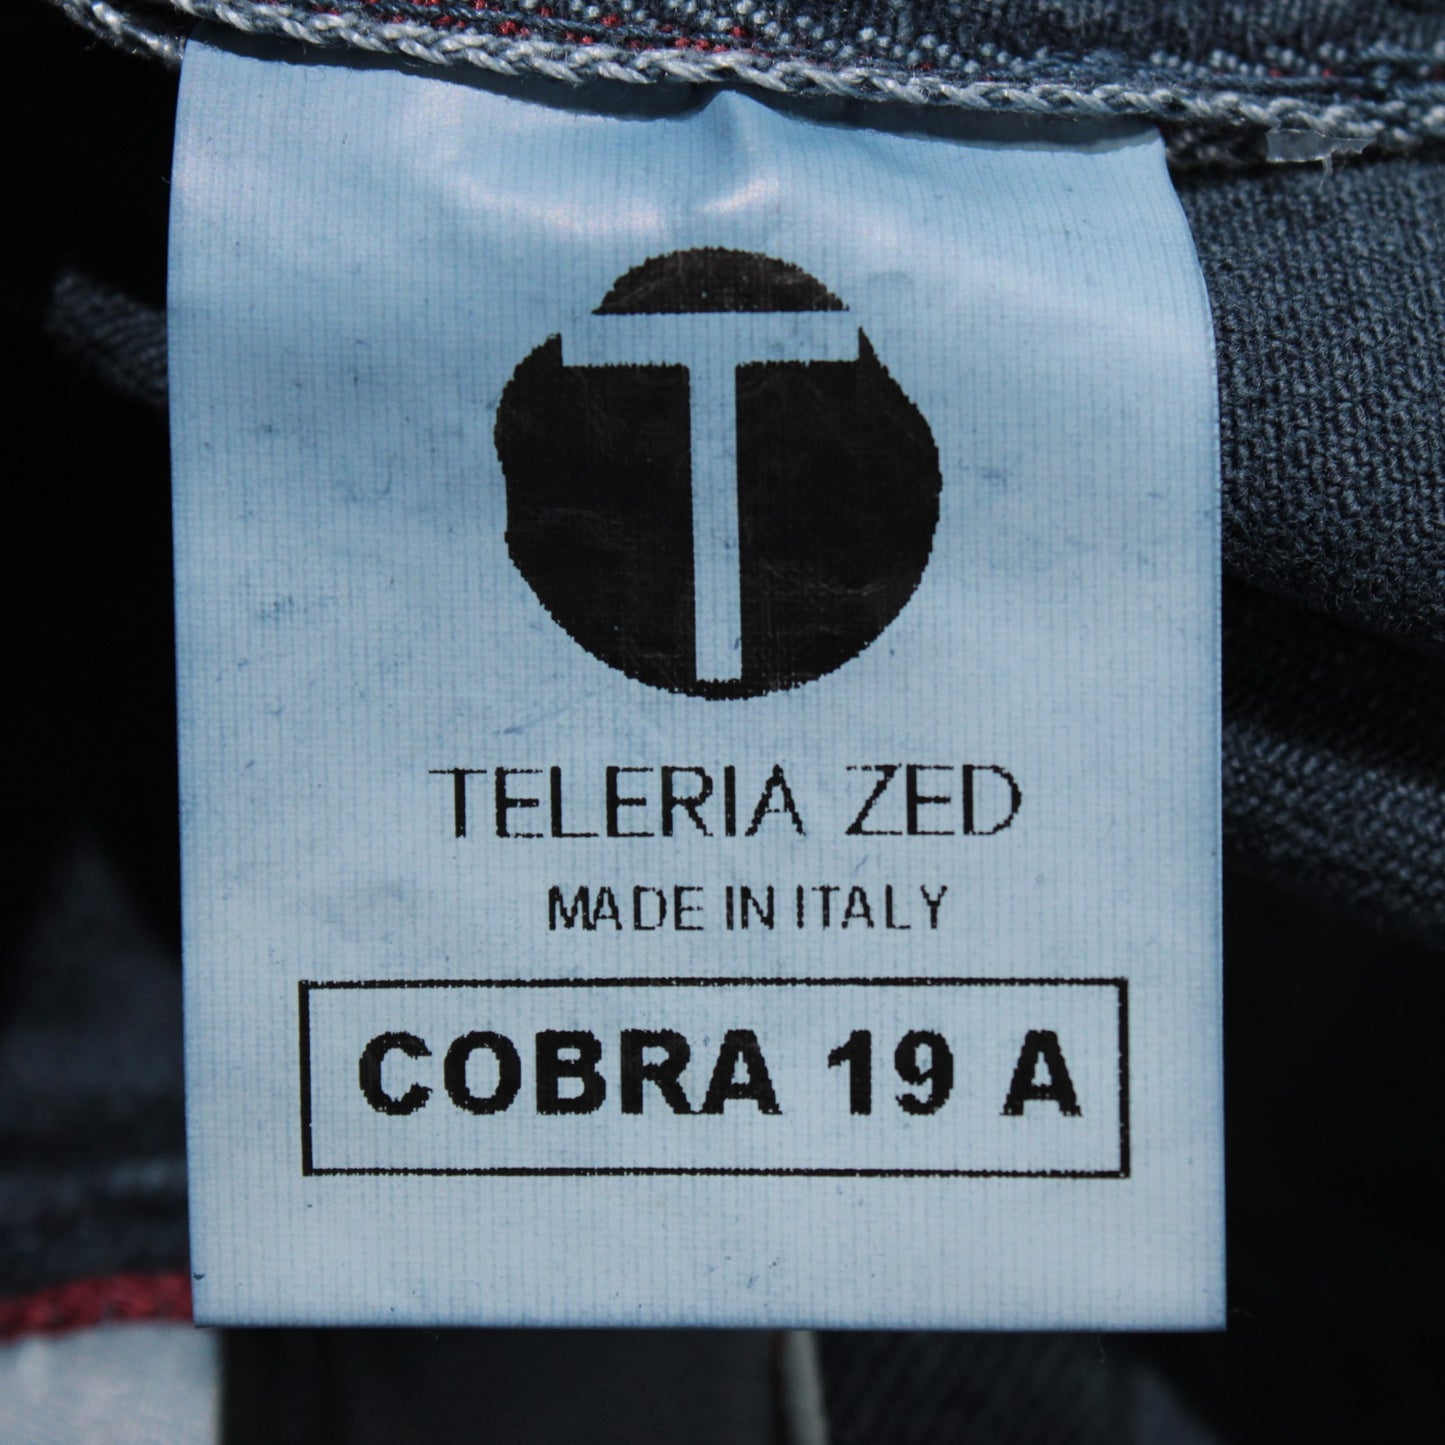 T
TELERIA ZED
MADE IN ITALY
COBRA 19 A